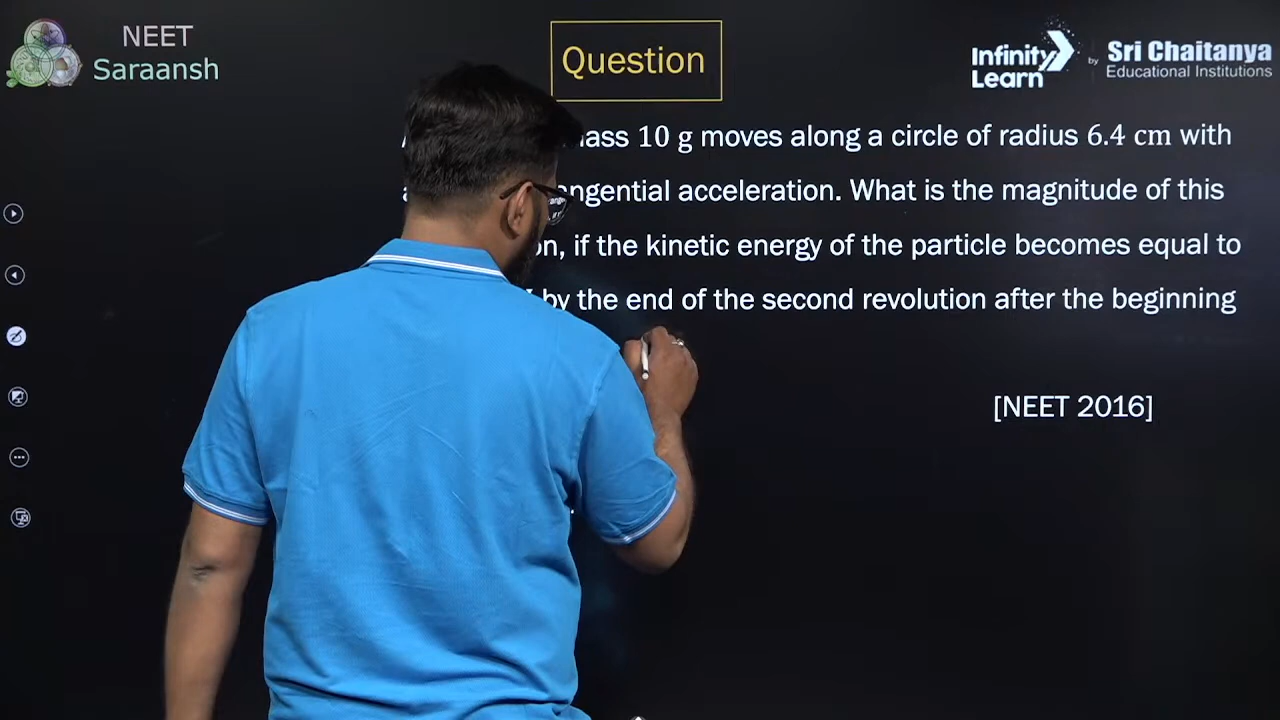 NEET
Saraansh
Question
Infinity Learn
by
Sri Chaitanya
Educational Institutions
10 g moves along a circle of radius 6.4 cm with
acceleration. What is the magnitude of this
if the kinetic energy of the particle becomes equal to
by the end of the second revolution after the beginning
[NEET 2016]